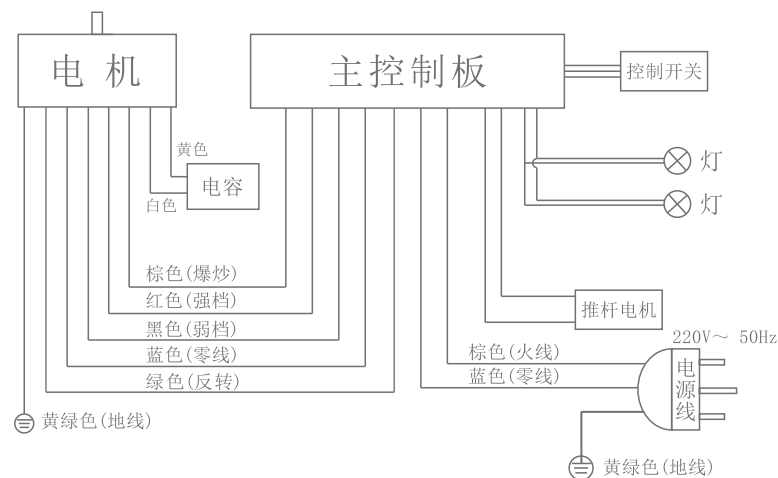 电 机
主控制板
控制开关
黄色
灯
电容
白色
灯
棕色(爆炒)
红色(强档)
推杆电机
黑色(弱档)
220V～ 50Hz
棕色(火线)
蓝色(零线)
蓝色(零线)
绿色(反转)
电源线
黄绿色(地线)
黄绿色(地线)